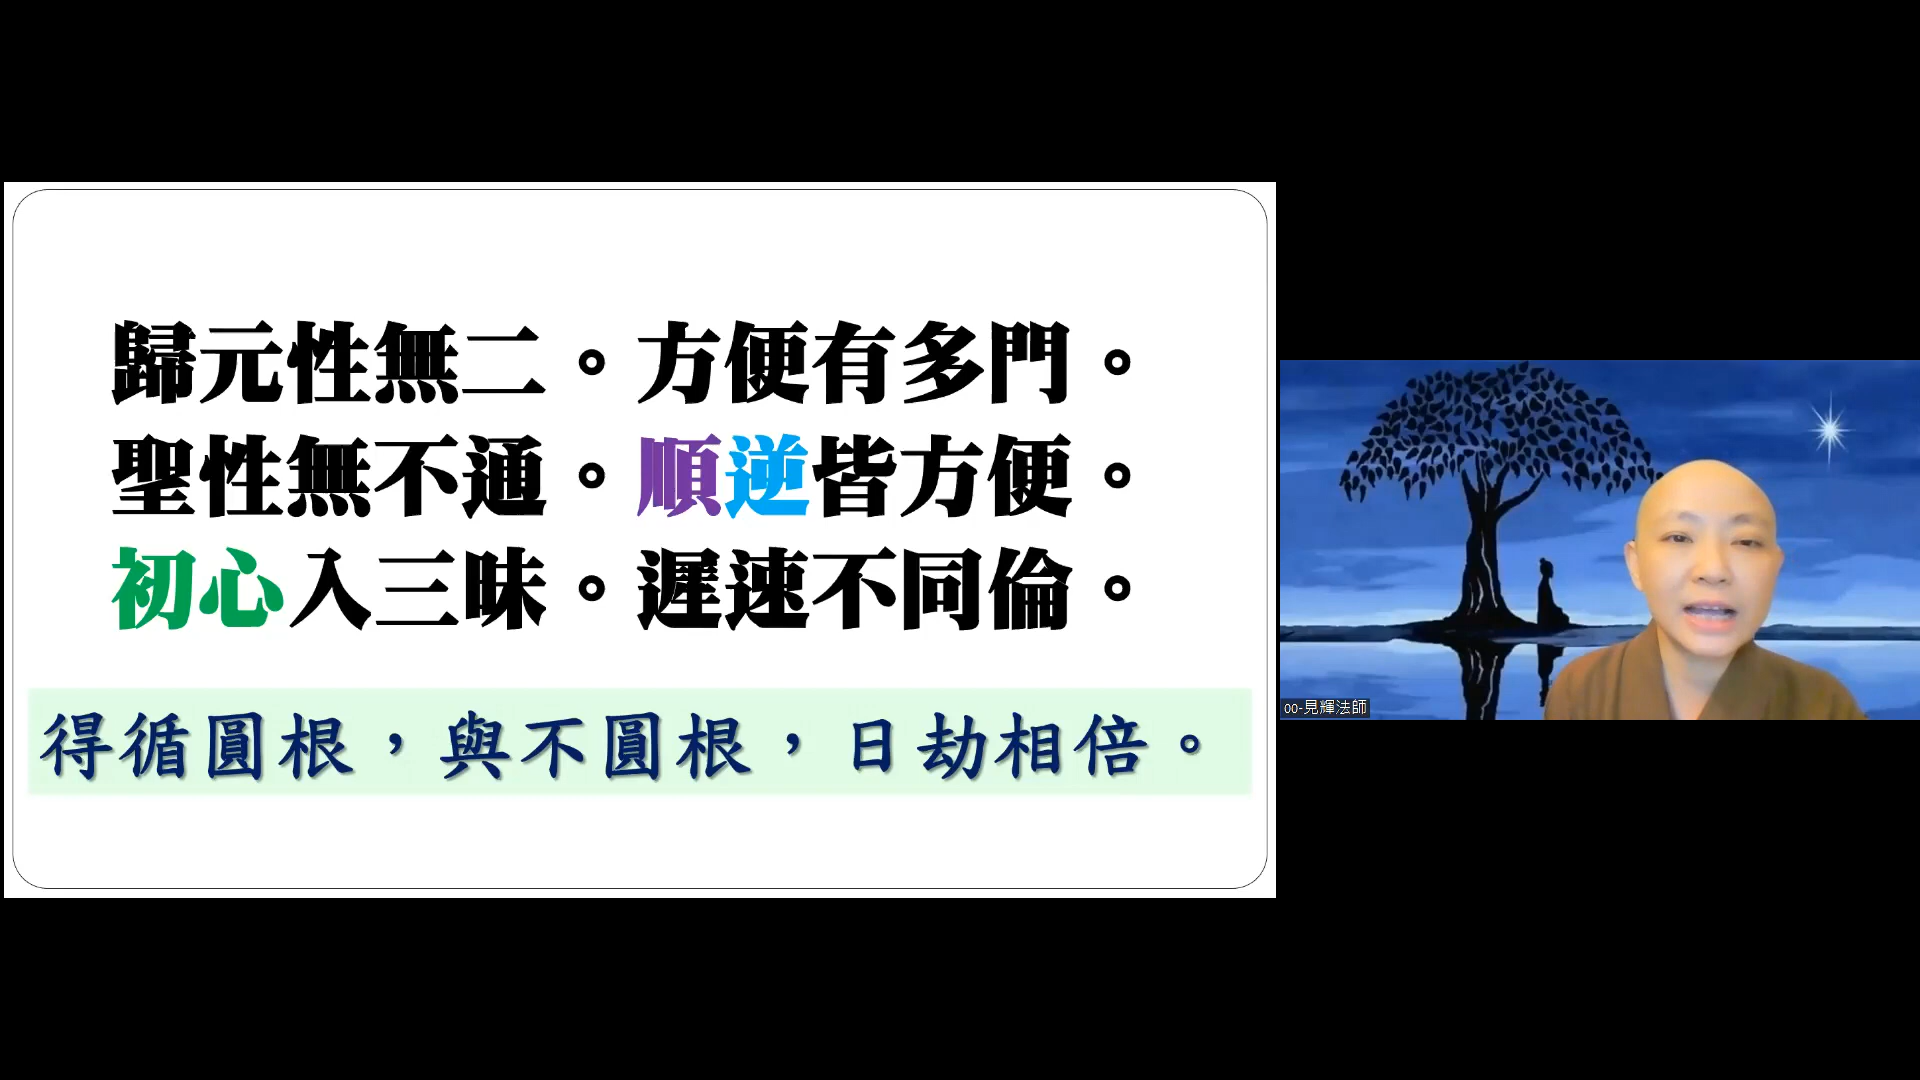 歸元性無二。方便有多門。
聖性無不通。順逆皆方便。
初心入三昧。遲速不同倫。
得循圓根，與不圓根，日劫相倍。
oo-見輝法師